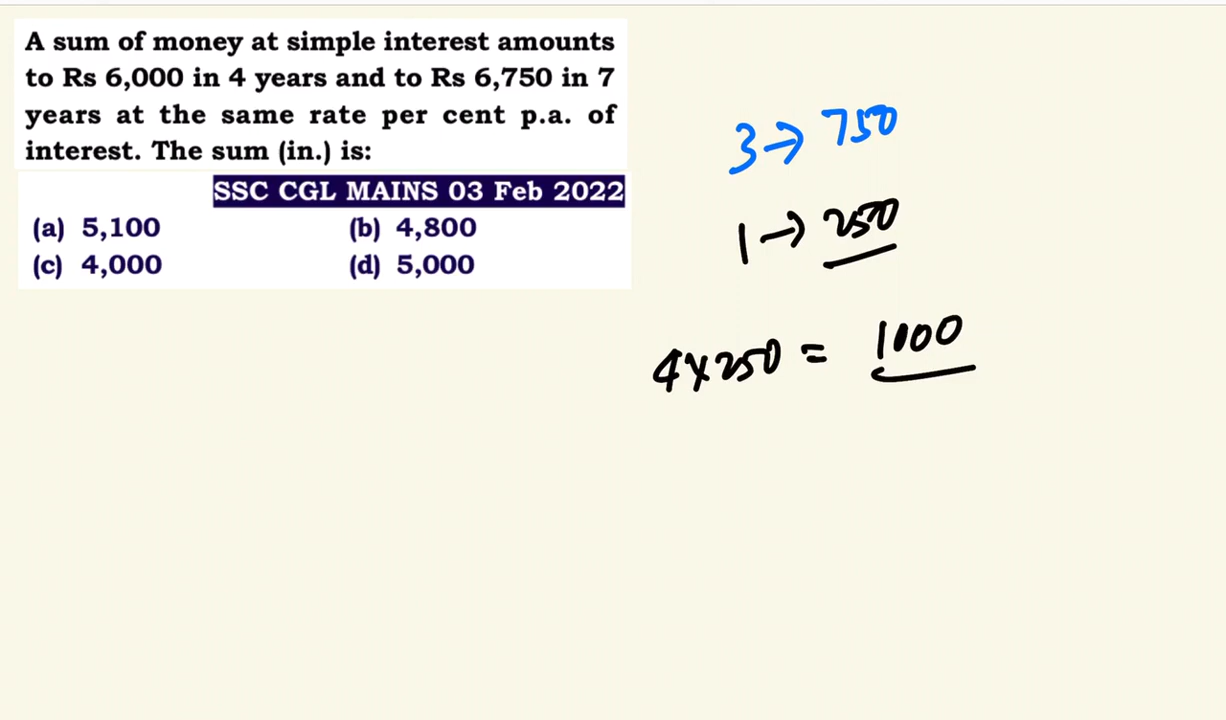 A sum of money at simple interest amounts
to Rs 6,000 in 4 years and to Rs 6,750 in 7
years at the same rate per cent p.a. of
interest. The sum (in.) is:
SSC CGL MAINS 03 Feb 2022
(a) 5,100 (b) 4,800
(c) 4,000 (d) 5,000
3 → 750
1 → 250
4x250 = 1000